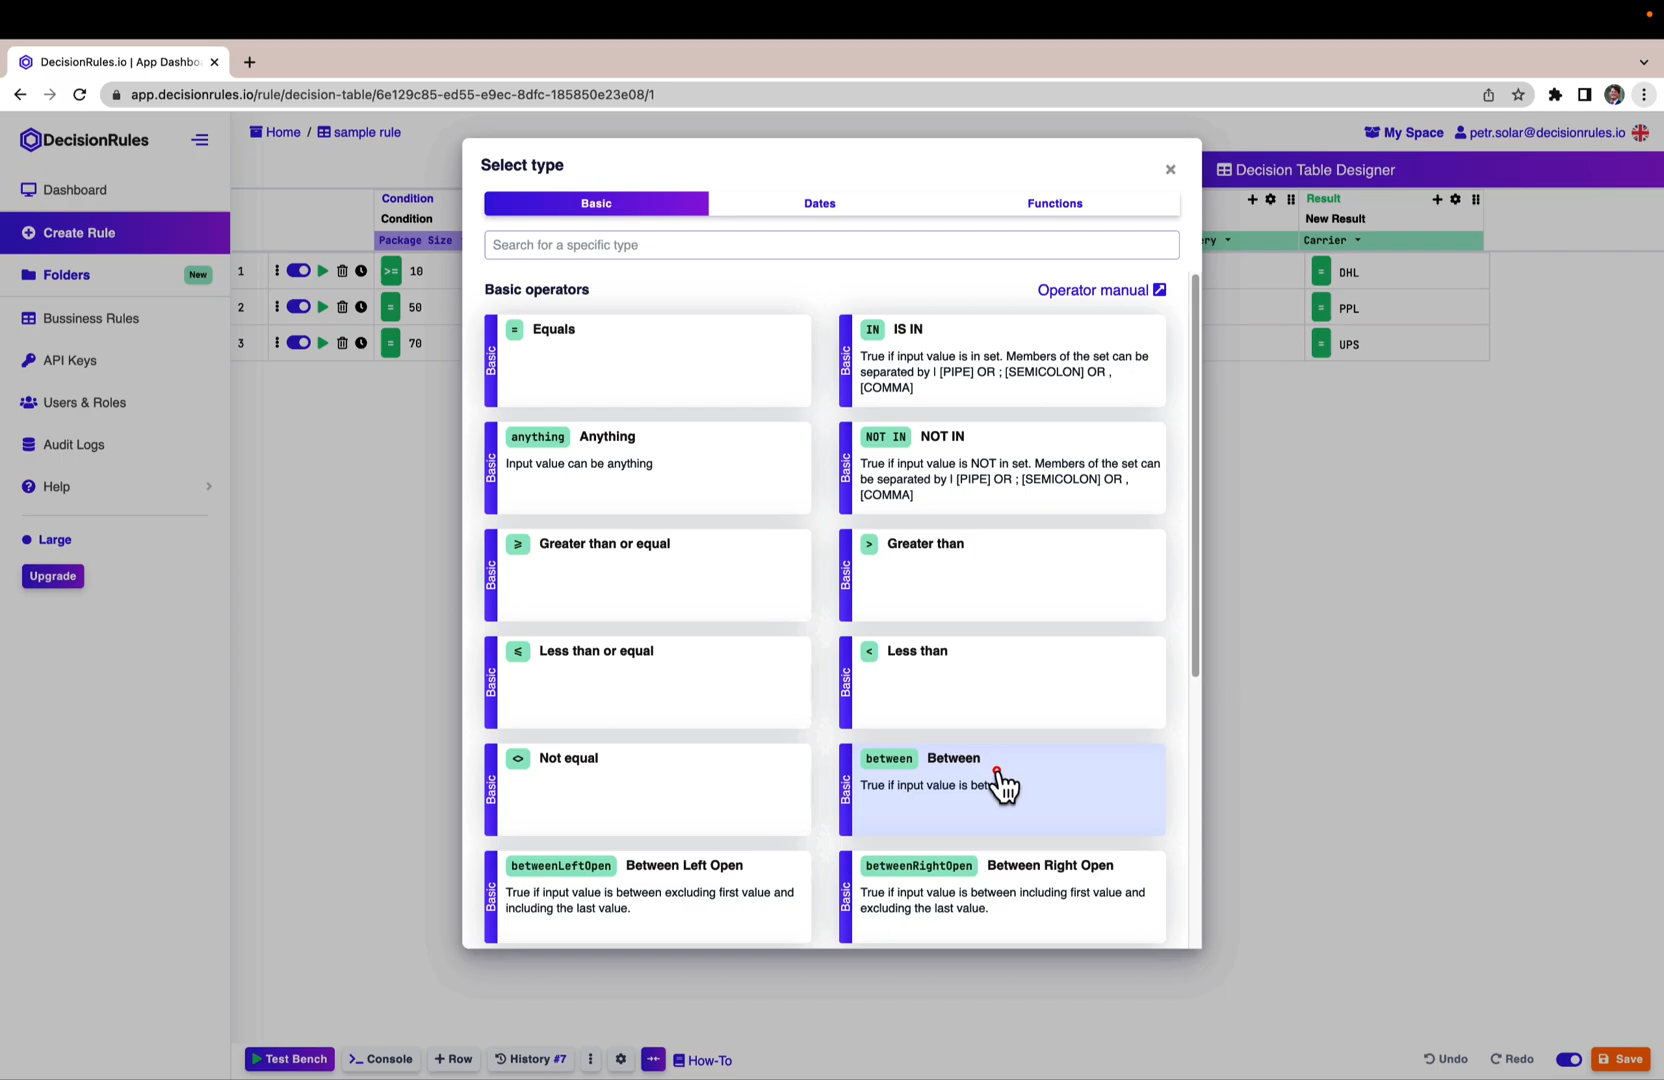 DecisionRules.io | App Dashbo
app.decisionrules.io/rule/decision-table/6e129c85-ed55-e9ec-8dfc-185850e23e08/1
DecisionRules
Home / sample rule
My Space petr.solar@decisionrules.io
Decision Table Designer
Dashboard
Create Rule
Folders New
Bussiness Rules
API Keys
Users & Roles
Audit Logs
Help
Large
Upgrade
Condition
Condition
Package Size
1 >= 10
2 = 50
3 = 70
Result
New Result
ry Carrier
= DHL
= PPL
= UPS
Select type
Basic Dates Functions
Search for a specific type
Basic operators Operator manual
Basic
= Equals
Basic
IN IS IN
True if input value is in set. Members of the set can be
separated by | [PIPE] OR ; [SEMICOLON] OR ,
[COMMA]
Basic
anything Anything
Input value can be anything
Basic
NOT IN NOT IN
True if input value is NOT in set. Members of the set can
be separated by | [PIPE] OR ; [SEMICOLON] OR ,
[COMMA]
Basic
⩾ Greater than or equal
Basic
> Greater than
Basic
⩽ Less than or equal
Basic
< Less than
Basic
<> Not equal
Basic
between Between
True if input value is bet
Basic
betweenLeftOpen Between Left Open
True if input value is between excluding first value and
including the last value.
Basic
betweenRightOpen Between Right Open
True if input value is between including first value and
excluding the last value.
Test Bench Console + Row History #7 How-To
Undo Redo Save